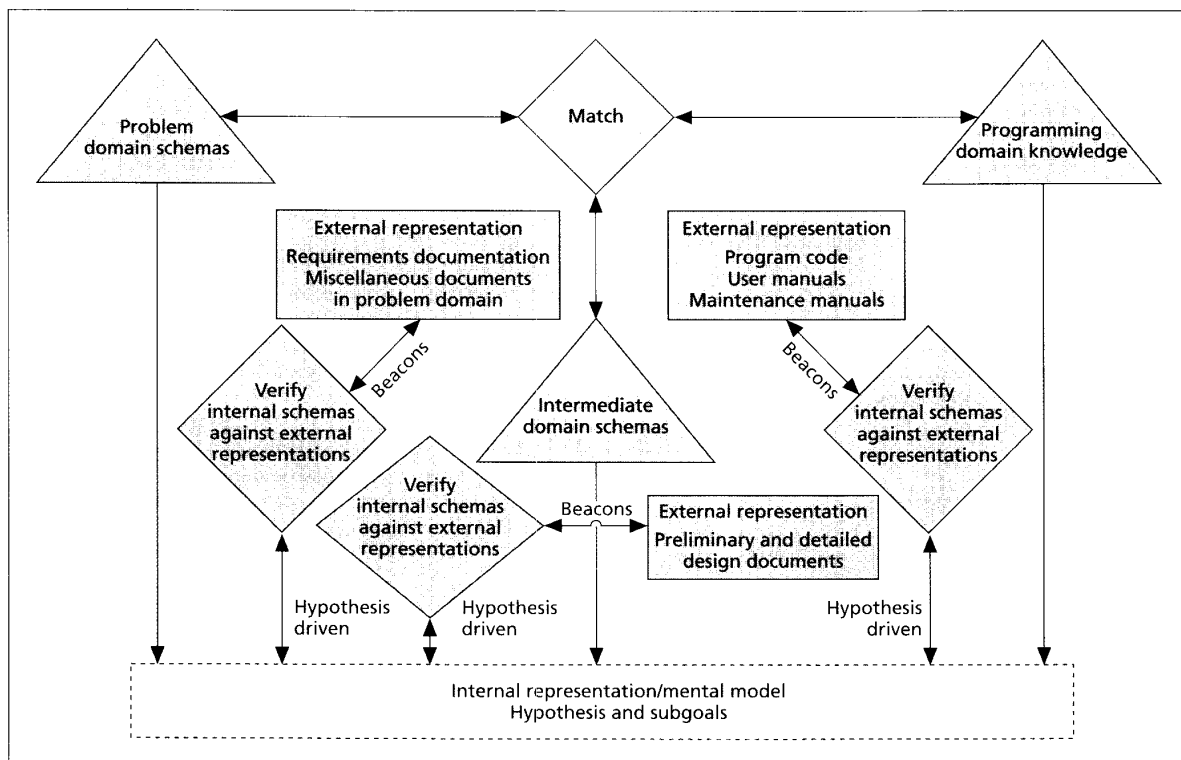 Problem
domain schemas
Match
Programming
domain knowledge
External representation
Requirements documentation
Miscellaneous documents
in problem domain
External representation
Program code
User manuals
Maintenance manuals
Beacons
Beacons
Verify
internal schemas
against external
representations
Intermediate
domain schemas
Verify
internal schemas
against external
representations
Verify
internal schemas
against external
representations
Beacons
External representation
Preliminary and detailed
design documents
Hypothesis
driven
Hypothesis
driven
Hypothesis
driven
Internal representation/mental model
Hypothesis and subgoals